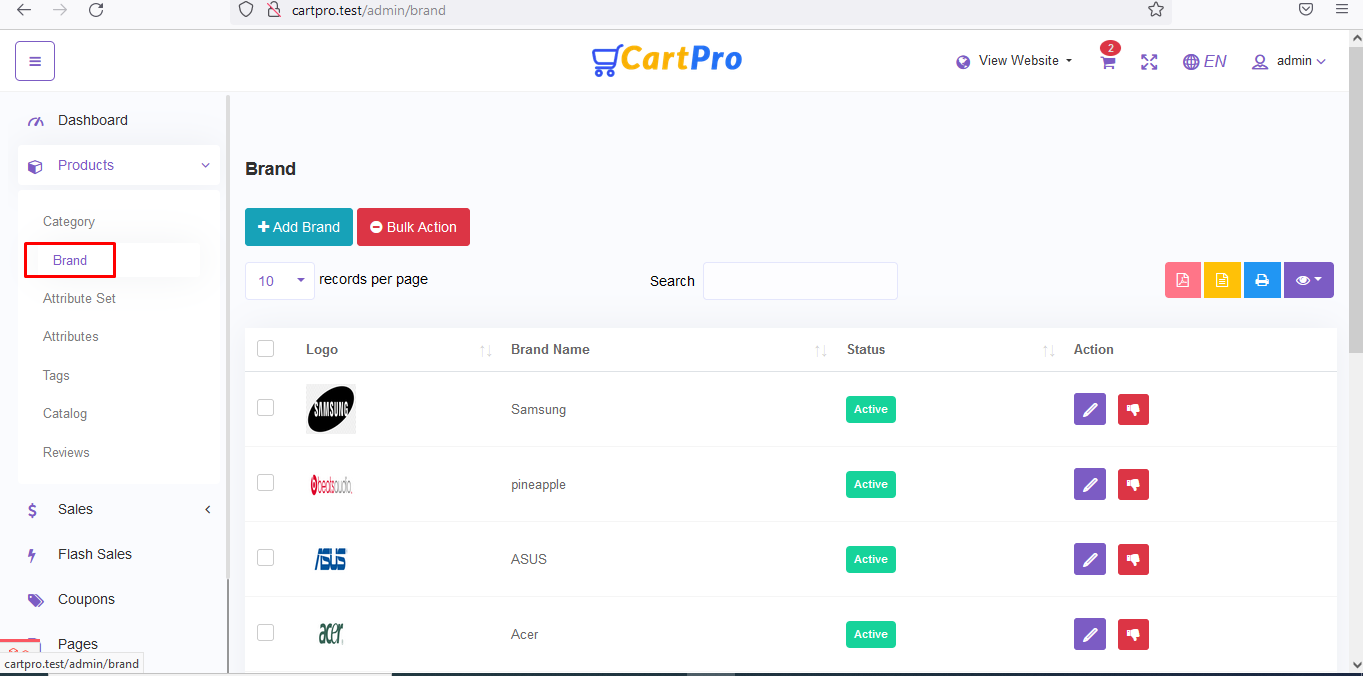 cartpro.test/admin/brand
CartPro
View Website
2
EN
admin
Dashboard
Products
Category
Brand
Attribute Set
Attributes
Tags
Catalog
Reviews
Sales
Flash Sales
Coupons
Pages
cartpro.test/admin/brand
Brand
Add Brand
Bulk Action
10 records per page
Search
Logo Brand Name Status Action
SAMSUNG Samsung Active
beatsaudio. pineapple Active
ASUS ASUS Active
acer Acer Active